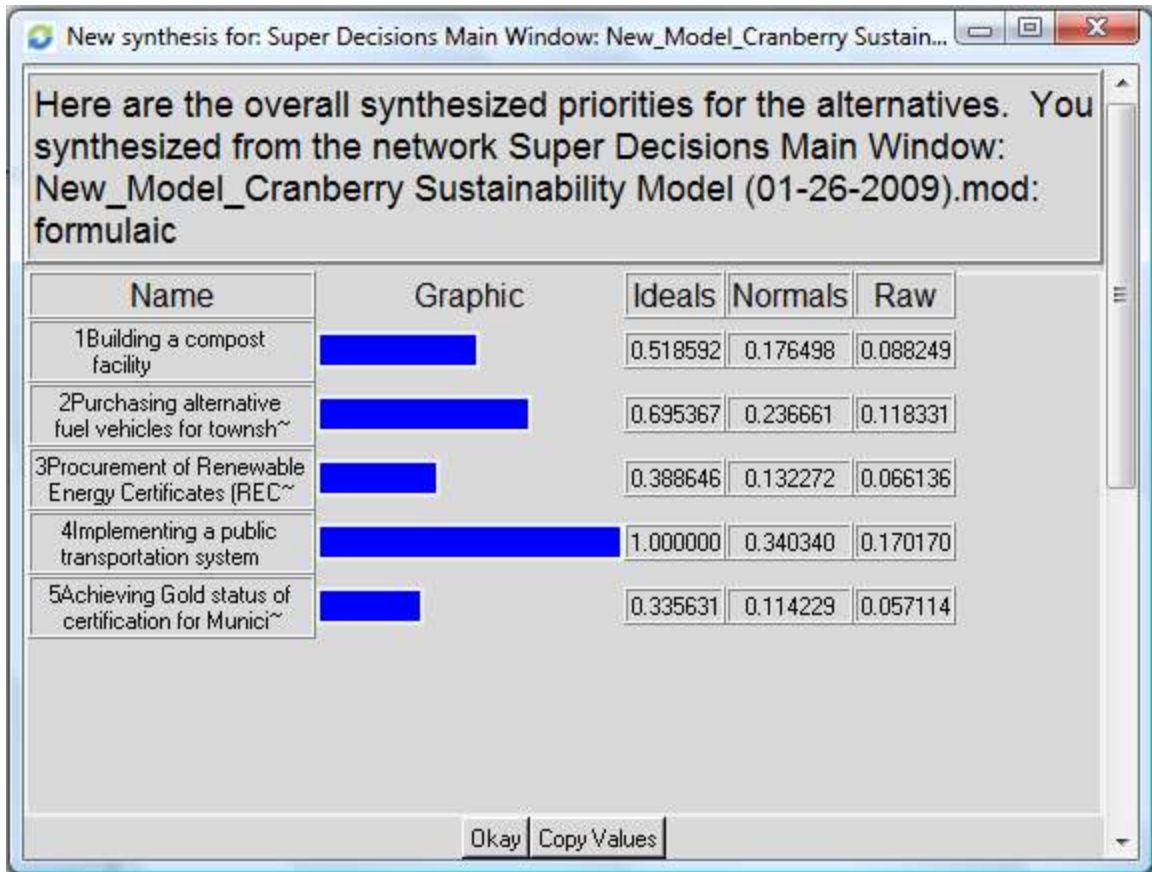 New synthesis for: Super Decisions Main Window: New_Model_Cranberry Sustain...
Here are the overall synthesized priorities for the alternatives.  You
synthesized from the network Super Decisions Main Window:
New_Model_Cranberry Sustainability Model (01-26-2009).mod:
formulaic
Name Graphic Ideals Normals Raw
1Building a compost
facility
0.518592 0.176498 0.088249
2Purchasing alternative
fuel vehicles for townsh~
0.695367 0.236661 0.118331
3Procurement of Renewable
Energy Certificates (REC~
0.388646 0.132272 0.066136
4Implementing a public
transportation system
1.000000 0.340340 0.170170
5Achieving Gold status of
certification for Munici~
0.335631 0.114229 0.057114
Okay Copy Values